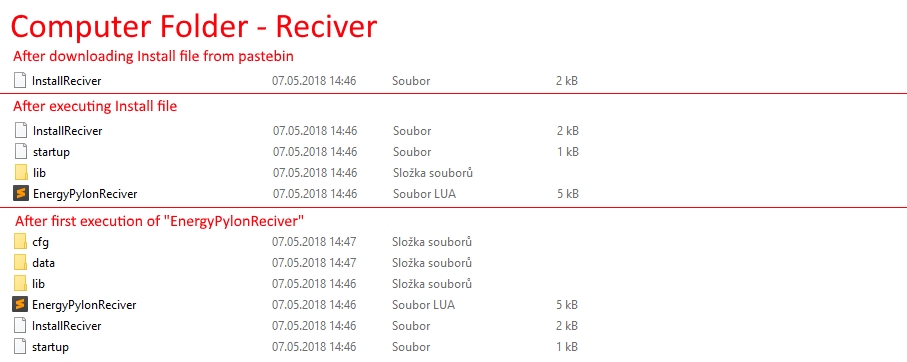 Computer Folder - Reciver
After downloading Install file from pastebin
InstallReciver 07.05.2018 14:46 Soubor 2 kB
After executing Install file
InstallReciver 07.05.2018 14:46 Soubor 2 kB
startup 07.05.2018 14:46 Soubor 1 kB
lib 07.05.2018 14:46 Složka souborů
EnergyPylonReciver 07.05.2018 14:46 Soubor LUA 5 kB
After first execution of "EnergyPylonReciver"
cfg 07.05.2018 14:47 Složka souborů
data 07.05.2018 14:47 Složka souborů
lib 07.05.2018 14:46 Složka souborů
EnergyPylonReciver 07.05.2018 14:46 Soubor LUA 5 kB
InstallReciver 07.05.2018 14:46 Soubor 2 kB
startup 07.05.2018 14:46 Soubor 1 kB